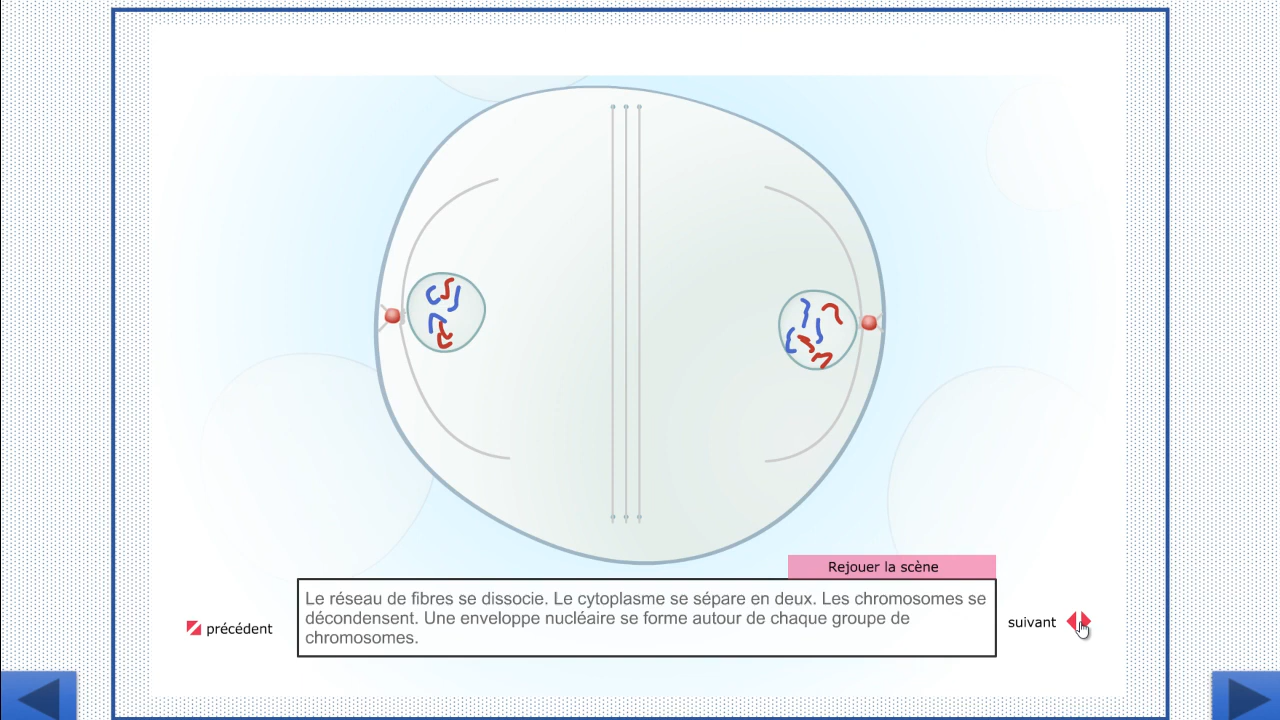 Rejouer la scène
Le réseau de fibres se dissocie. Le cytoplasme se sépare en deux. Les chromosomes se
décondensent. Une enveloppe nucléaire se forme autour de chaque groupe de
chromosomes.
précédent
suivant